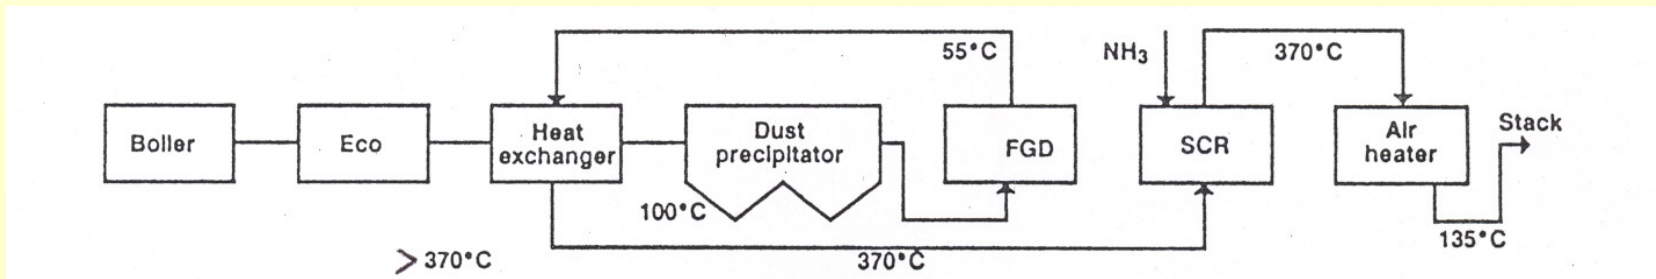 55°C
NH3
370°C
Boiler
Eco
Heat
exchanger
Dust
precipitator
FGD
SCR
Air
heater
Stack
100°C
135°C
> 370°C
370°C